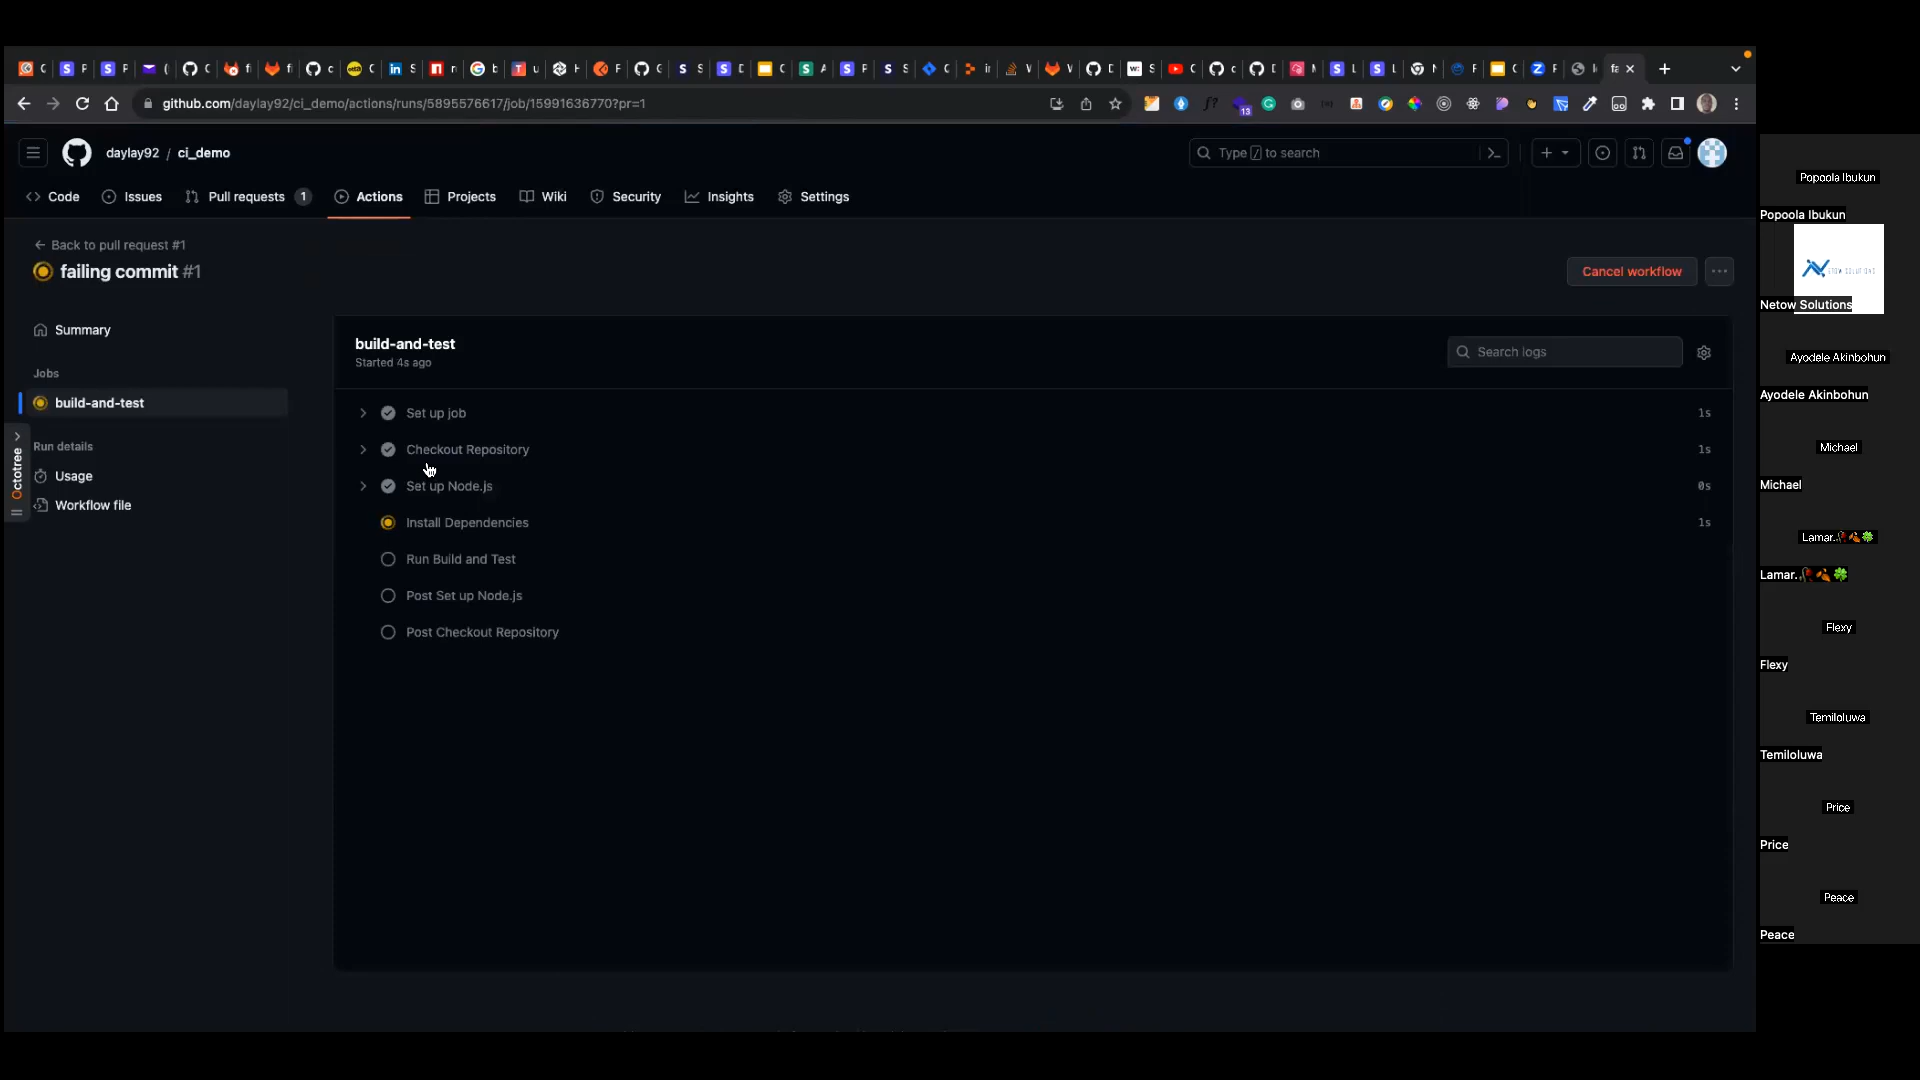 github.com/daylay92/ci_demo/actions/runs/5895576617/job/15991636770?pr=1
13
daylay92 / ci_demo
Type / to search
Code
Issues
Pull requests 1
Actions
Projects
Wiki
Security
Insights
Settings
Back to pull request #1
failing commit #1
Cancel workflow
Summary
Jobs
build-and-test
Run details
Usage
Workflow file
Octotree
build-and-test
Started 4s ago
Search logs
Set up job 1s
Checkout Repository 1s
Set up Node.js 0s
Install Dependencies 1s
Run Build and Test
Post Set up Node.js
Post Checkout Repository
Popoola Ibukun
Popoola Ibukun
Netow Solutions
Ayodele Akinbohun
Ayodele Akinbohun
Michael
Michael
Lamar..🥀🍂🍀
Lamar..🥀🍂🍀
Flexy
Flexy
Temiloluwa
Temiloluwa
Price
Price
Peace
Peace